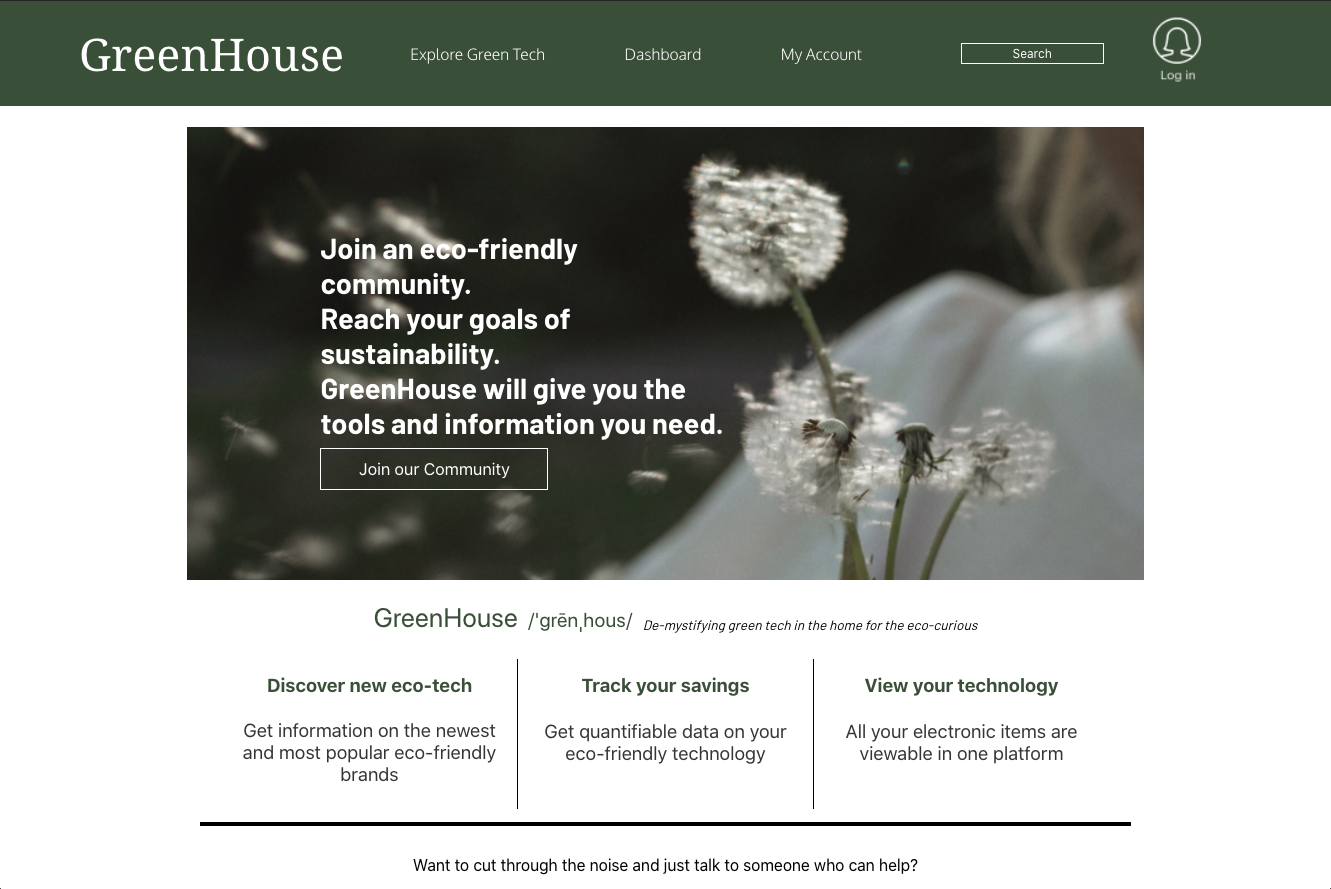 GreenHouse
Explore Green Tech
Dashboard
My Account
Search
Log in
Join an eco-friendly
community.
Reach your goals of
sustainability.
GreenHouse will give you the
tools and information you need.
Join our Community
GreenHouse /'grēnˌhous/ De-mystifying green tech in the home for the eco-curious
Discover new eco-tech
Get information on the newest
and most popular eco-friendly
brands
Track your savings
Get quantifiable data on your
eco-friendly technology
View your technology
All your electronic items are
viewable in one platform
Want to cut through the noise and just talk to someone who can help?